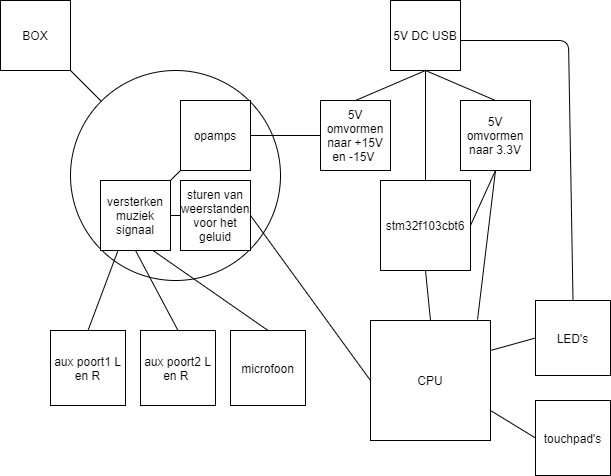 BOX
5V DC USB
opamps
5V
omvormen
naar +15V
en -15V
5V
omvormen
naar 3.3V
versterken
muziek
signaal
sturen van
weerstanden
voor het
geluid
stm32f103cbt6
aux poort1 L
en R
aux poort2 L
en R
microfoon
CPU
LED's
touchpad's